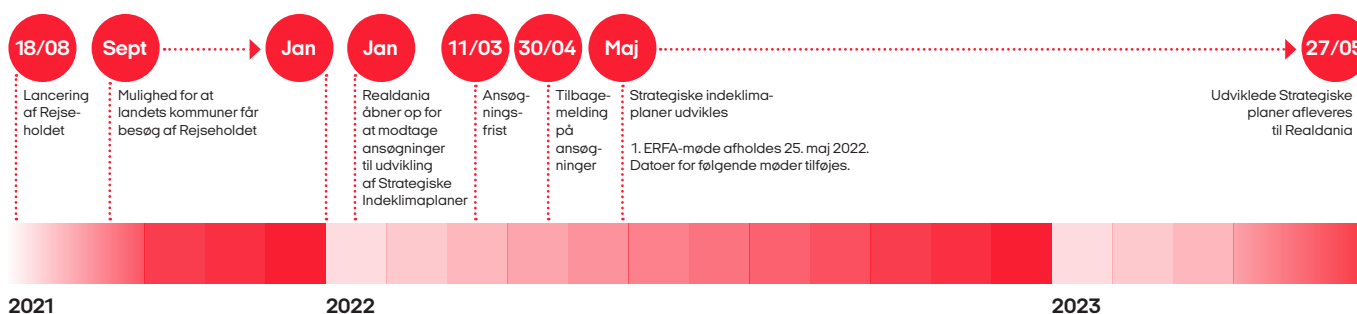 18/08
Sept
Jan
Jan
11/03
30/04
Maj
27/05
Lancering
af Rejse-
holdet
Mulighed for at
landets kommuner får
besøg af Rejseholdet
Realdania
åbner op for
at modtage
ansøgninger
til udvikling
af Strategiske
Indeklimaplaner
Ansøg-
nings-
frist
Tilbage-
melding
på
ansøg-
ninger
Strategiske indeklima-
planer udvikles
1. ERFA-møde afholdes 25. maj 2022.
Datoer for følgende møder tilføjes.
Udviklede Strategiske
planer afleveres
til Realdania
2021
2022
2023